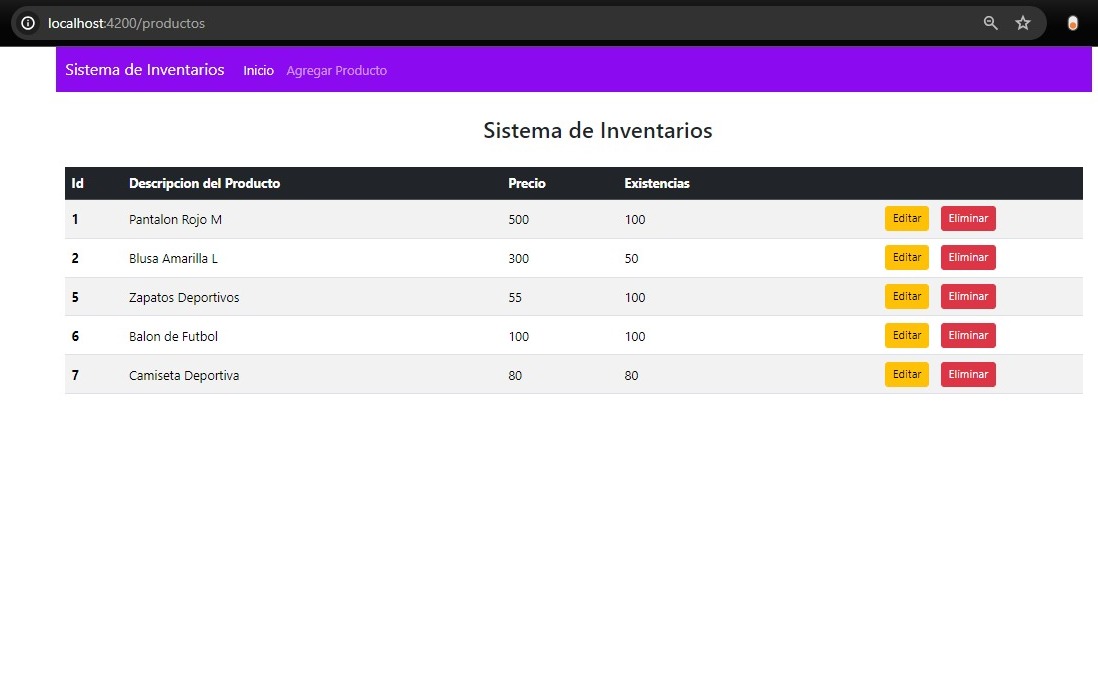 localhost:4200/productos
Sistema de Inventarios Inicio Agregar Producto
Sistema de Inventarios
Id Descripcion del Producto Precio Existencias
1 Pantalon Rojo M 500 100 Editar Eliminar
2 Blusa Amarilla L 300 50 Editar Eliminar
5 Zapatos Deportivos 55 100 Editar Eliminar
6 Balon de Futbol 100 100 Editar Eliminar
7 Camiseta Deportiva 80 80 Editar Eliminar